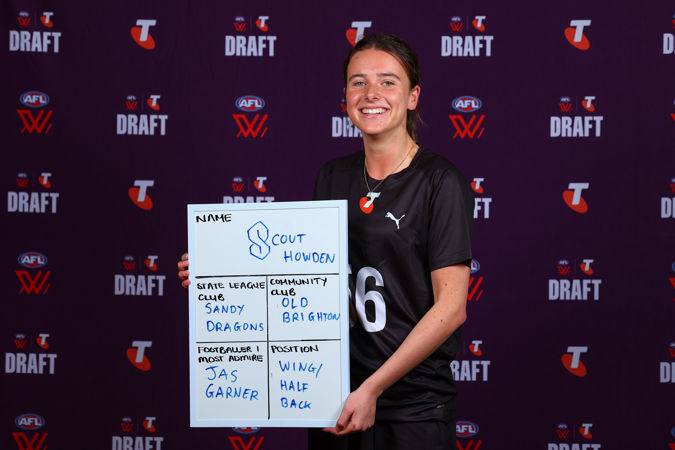 NAME
SCOUT
HOWDEN
STATE LEAGUE
CLUB
SANDY
DRAGONS
COMMUNITY
CLUB
OLD
BRIGHTON
FOOTBALLER I
MOST ADMIRE
JAS
GARNER
POSITION
WING/
HALF
BACK
T
56
AFL
W
T
DRAFT